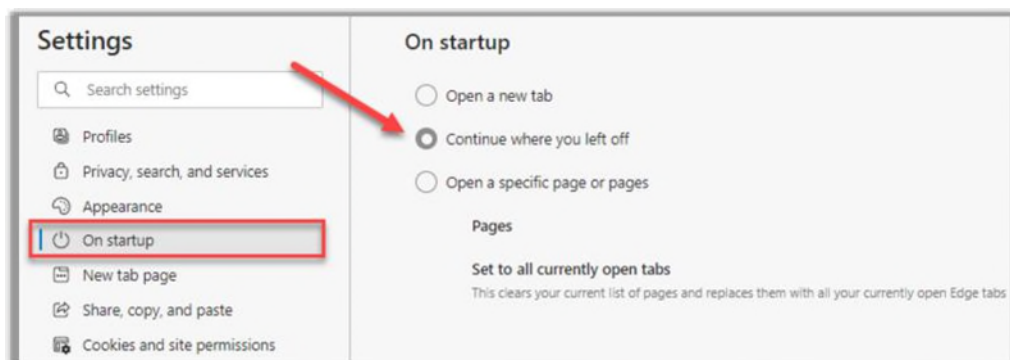 Settings
Search settings
Profiles
Privacy, search, and services
Appearance
On startup
New tab page
Share, copy, and paste
Cookies and site permissions
On startup
Open a new tab
Continue where you left off
Open a specific page or pages
Pages
Set to all currently open tabs
This clears your current list of pages and replaces them with all your currently open Edge tabs